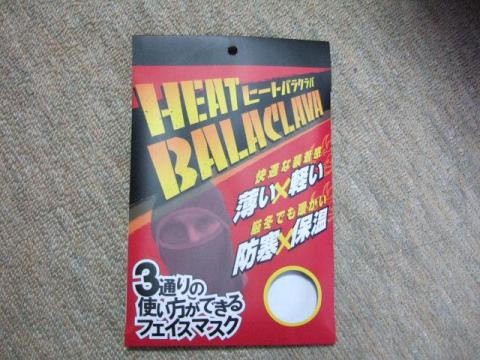 HEAT ヒートバラクラバ
BALACLAVA
快適な装着感
薄い×軽い
真冬でも暖かい
防寒×保温
3通りの
使い方ができる
フェイスマスク